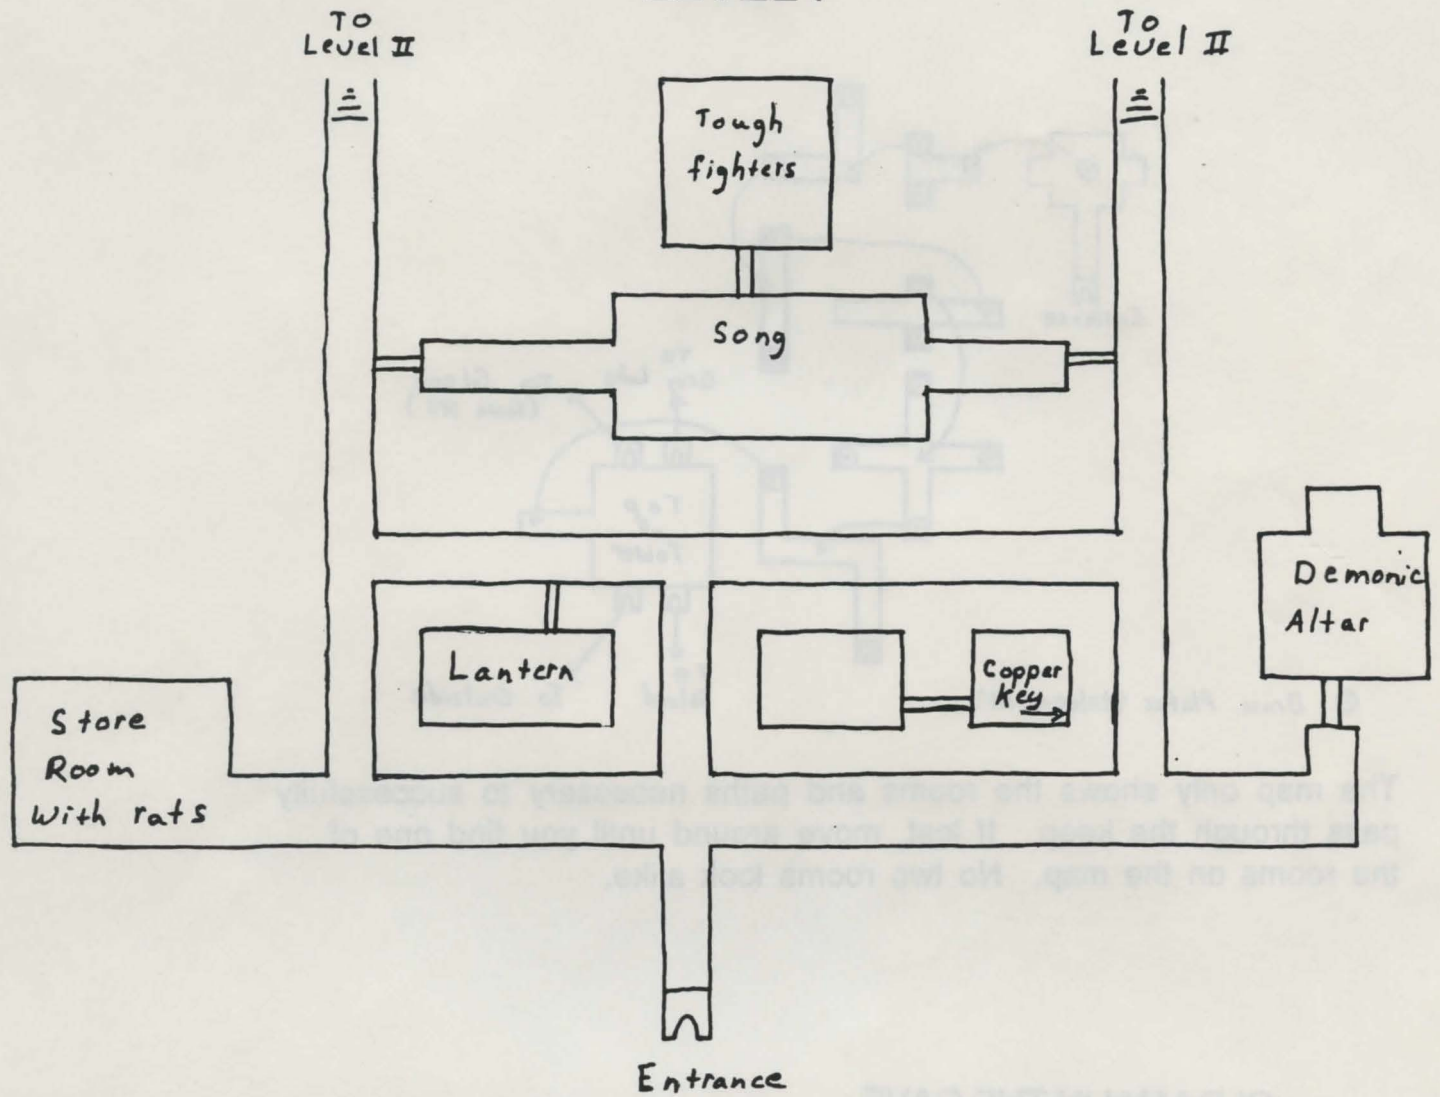 TO
Level II
TO
Level II
Tough
fighters
Song
Demonic
Altar
Lantern
Copper
Key
Store
Room
with rats
The map only shows the rooms and paths necessary to successfully
pass through the keep. If lost, move around until you find one of
the rooms on the map. No two rooms look alike.
Entrance